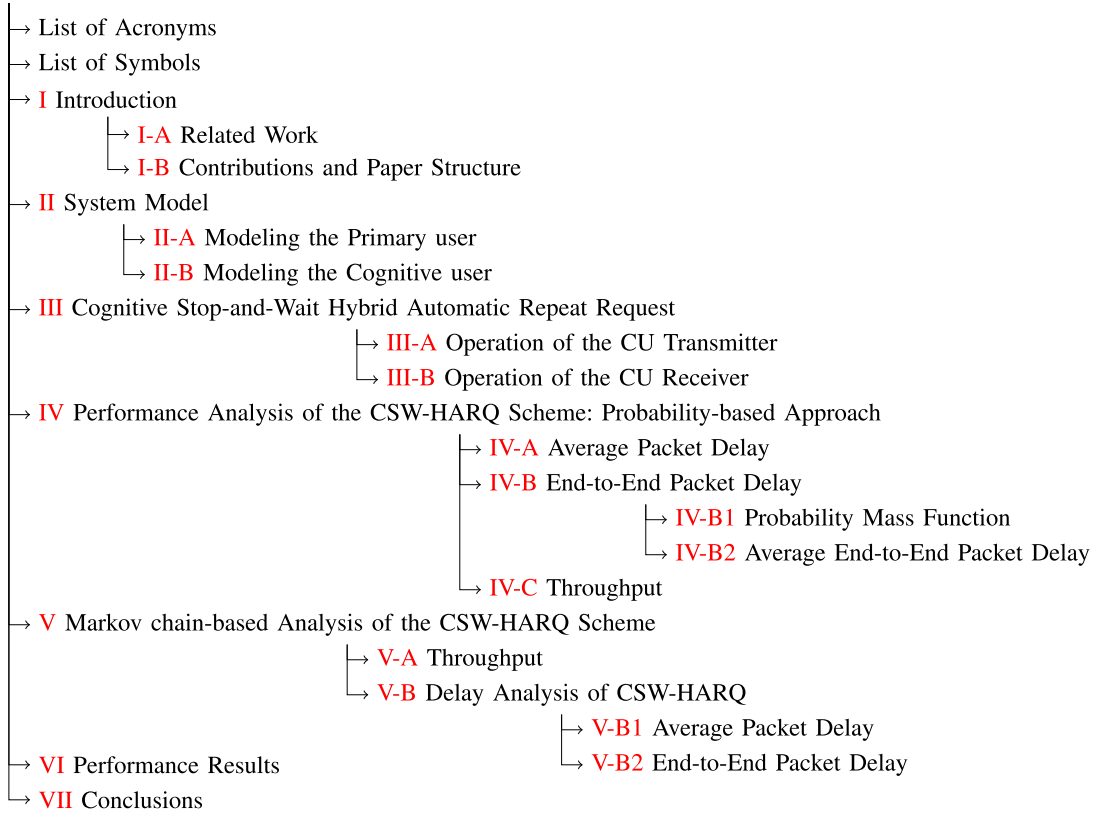 List of Acronyms
List of Symbols
I Introduction
I-A Related Work
I-B Contributions and Paper Structure
II System Model
II-A Modeling the Primary user
II-B Modeling the Cognitive user
III Cognitive Stop-and-Wait Hybrid Automatic Repeat Request
III-A Operation of the CU Transmitter
III-B Operation of the CU Receiver
IV Performance Analysis of the CSW-HARQ Scheme: Probability-based Approach
IV-A Average Packet Delay
IV-B End-to-End Packet Delay
IV-B1 Probability Mass Function
IV-B2 Average End-to-End Packet Delay
IV-C Throughput
V Markov chain-based Analysis of the CSW-HARQ Scheme
V-A Throughput
V-B Delay Analysis of CSW-HARQ
V-B1 Average Packet Delay
V-B2 End-to-End Packet Delay
VI Performance Results
VII Conclusions